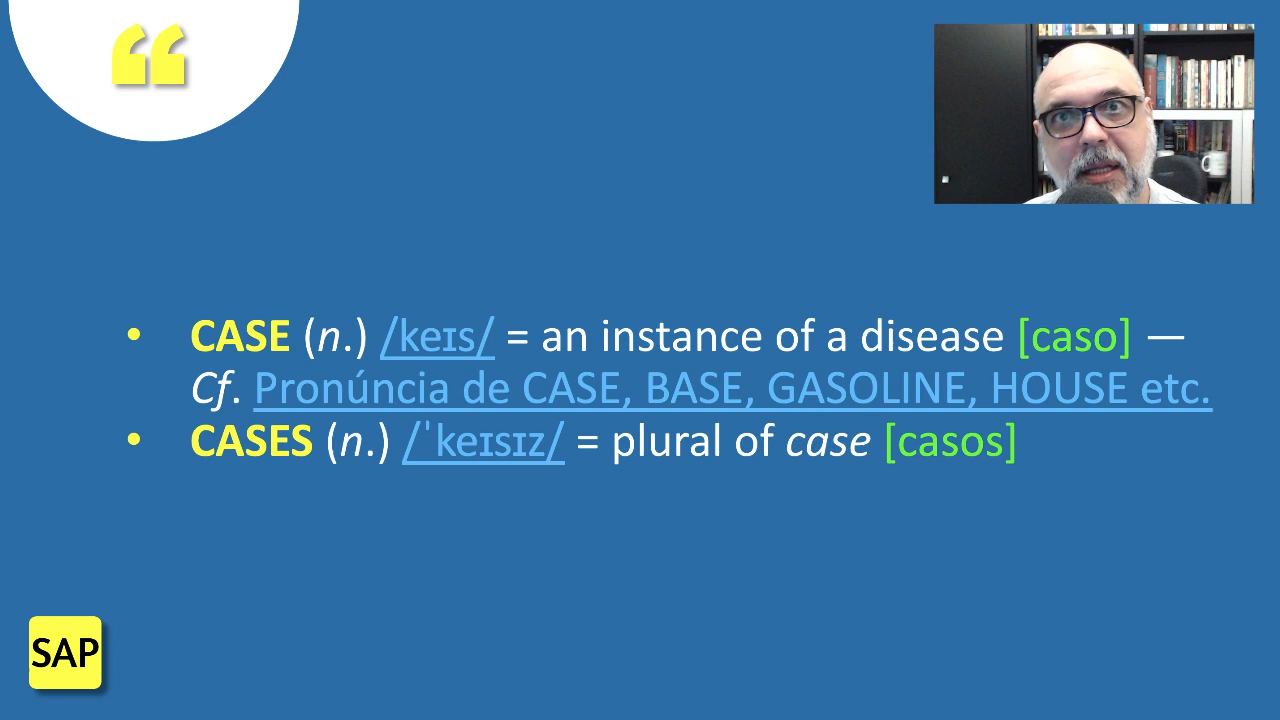 “
• CASE (n.) /keɪs/ = an instance of a disease [caso] —
Cf. Pronúncia de CASE, BASE, GASOLINE, HOUSE etc.
• CASES (n.) /ˈkeɪsɪz/ = plural of case [casos]
SAP